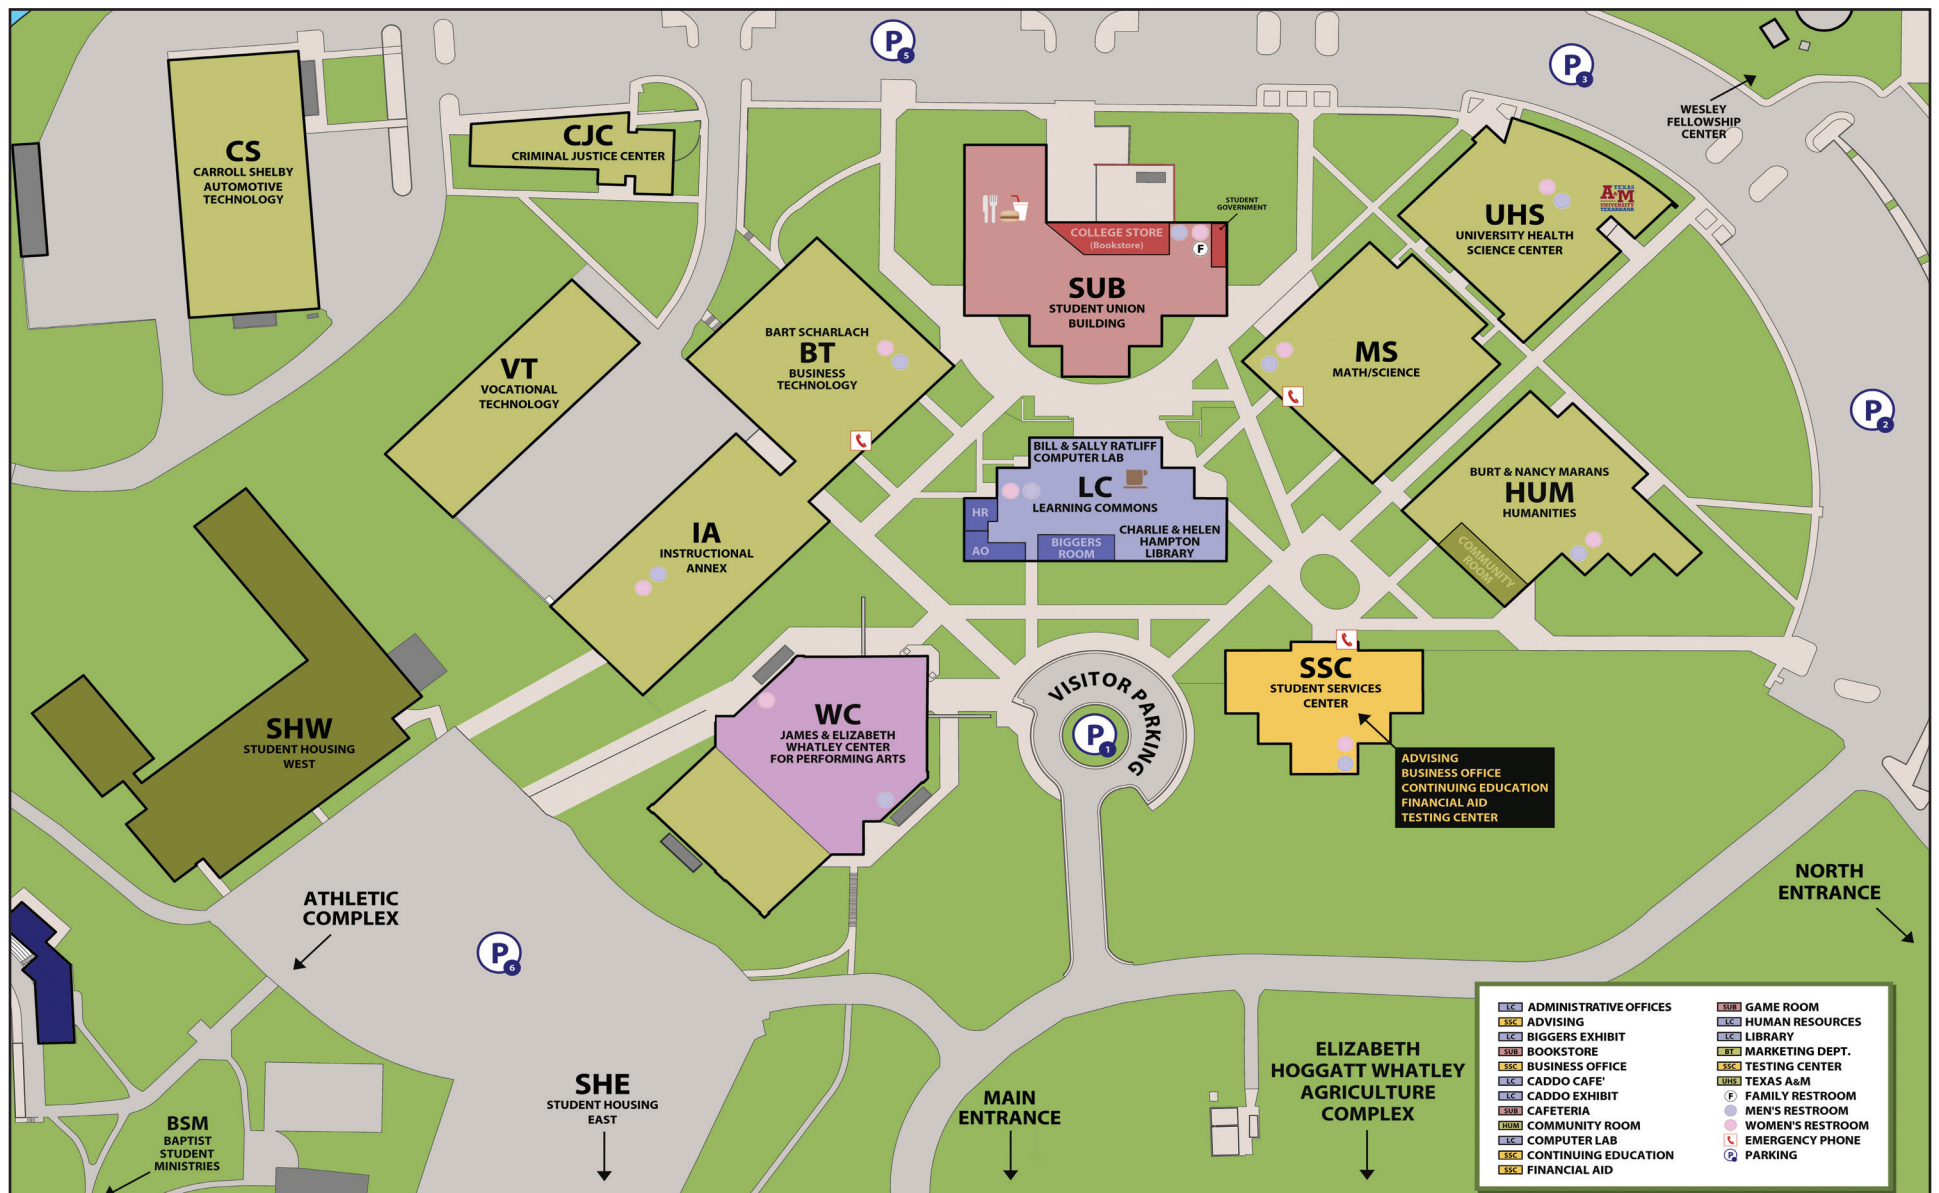 P
5
P
3
WESLEY
FELLOWSHIP
CENTER
CS
CARROLL SHELBY
AUTOMOTIVE
TECHNOLOGY
CJC
CRIMINAL JUSTICE CENTER
STUDENT
GOVERNMENT
COLLEGE STORE
(Bookstore)
F
SUB
STUDENT UNION
BUILDING
UHS
UNIVERSITY HEALTH
SCIENCE CENTER
TEXAS
A&M
UNIVERSITY
TEXARKANA
VT
VOCATIONAL
TECHNOLOGY
BART SCHARLACH
BT
BUSINESS
TECHNOLOGY
MS
MATH/SCIENCE
P
2
BILL & SALLY RATLIFF
COMPUTER LAB
LC
LEARNING COMMONS
HR
AO
BIGGERS
ROOM
CHARLIE & HELEN
HAMPTON
LIBRARY
BURT & NANCY MARANS
HUM
HUMANITIES
COMMUNITY
ROOM
IA
INSTRUCTIONAL
ANNEX
SHW
STUDENT HOUSING
WEST
WC
JAMES & ELIZABETH
WHATLEY CENTER
FOR PERFORMING ARTS
VISITOR PARKING
P
1
SSC
STUDENT SERVICES
CENTER
ADVISING
BUSINESS OFFICE
CONTINUING EDUCATION
FINANCIAL AID
TESTING CENTER
ATHLETIC
COMPLEX
P
6
NORTH
ENTRANCE
BSM
BAPTIST
STUDENT
MINISTRIES
SHE
STUDENT HOUSING
EAST
MAIN
ENTRANCE
ELIZABETH
HOGGATT WHATLEY
AGRICULTURE
COMPLEX
LC ADMINISTRATIVE OFFICES
SSC ADVISING
LC BIGGERS EXHIBIT
SUB BOOKSTORE
SSC BUSINESS OFFICE
LC CADDO CAFE'
LC CADDO EXHIBIT
SUB CAFETERIA
HUM COMMUNITY ROOM
LC COMPUTER LAB
SSC CONTINUING EDUCATION
SSC FINANCIAL AID
SUB GAME ROOM
LC HUMAN RESOURCES
LC LIBRARY
BT MARKETING DEPT.
SSC TESTING CENTER
UHS TEXAS A&M
F FAMILY RESTROOM
MEN'S RESTROOM
WOMEN'S RESTROOM
EMERGENCY PHONE
P PARKING